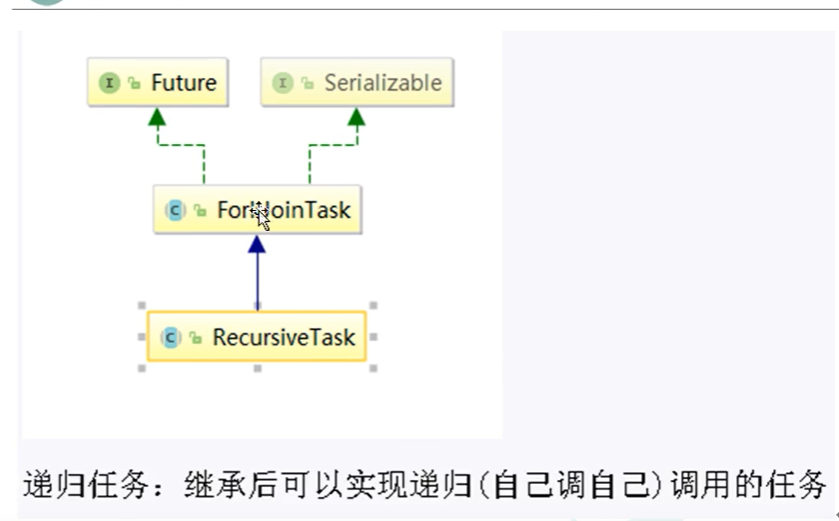 Future
Serializable
ForkJoinTask
RecursiveTask
递归任务：继承后可以实现递归(自己调自己)调用的任务